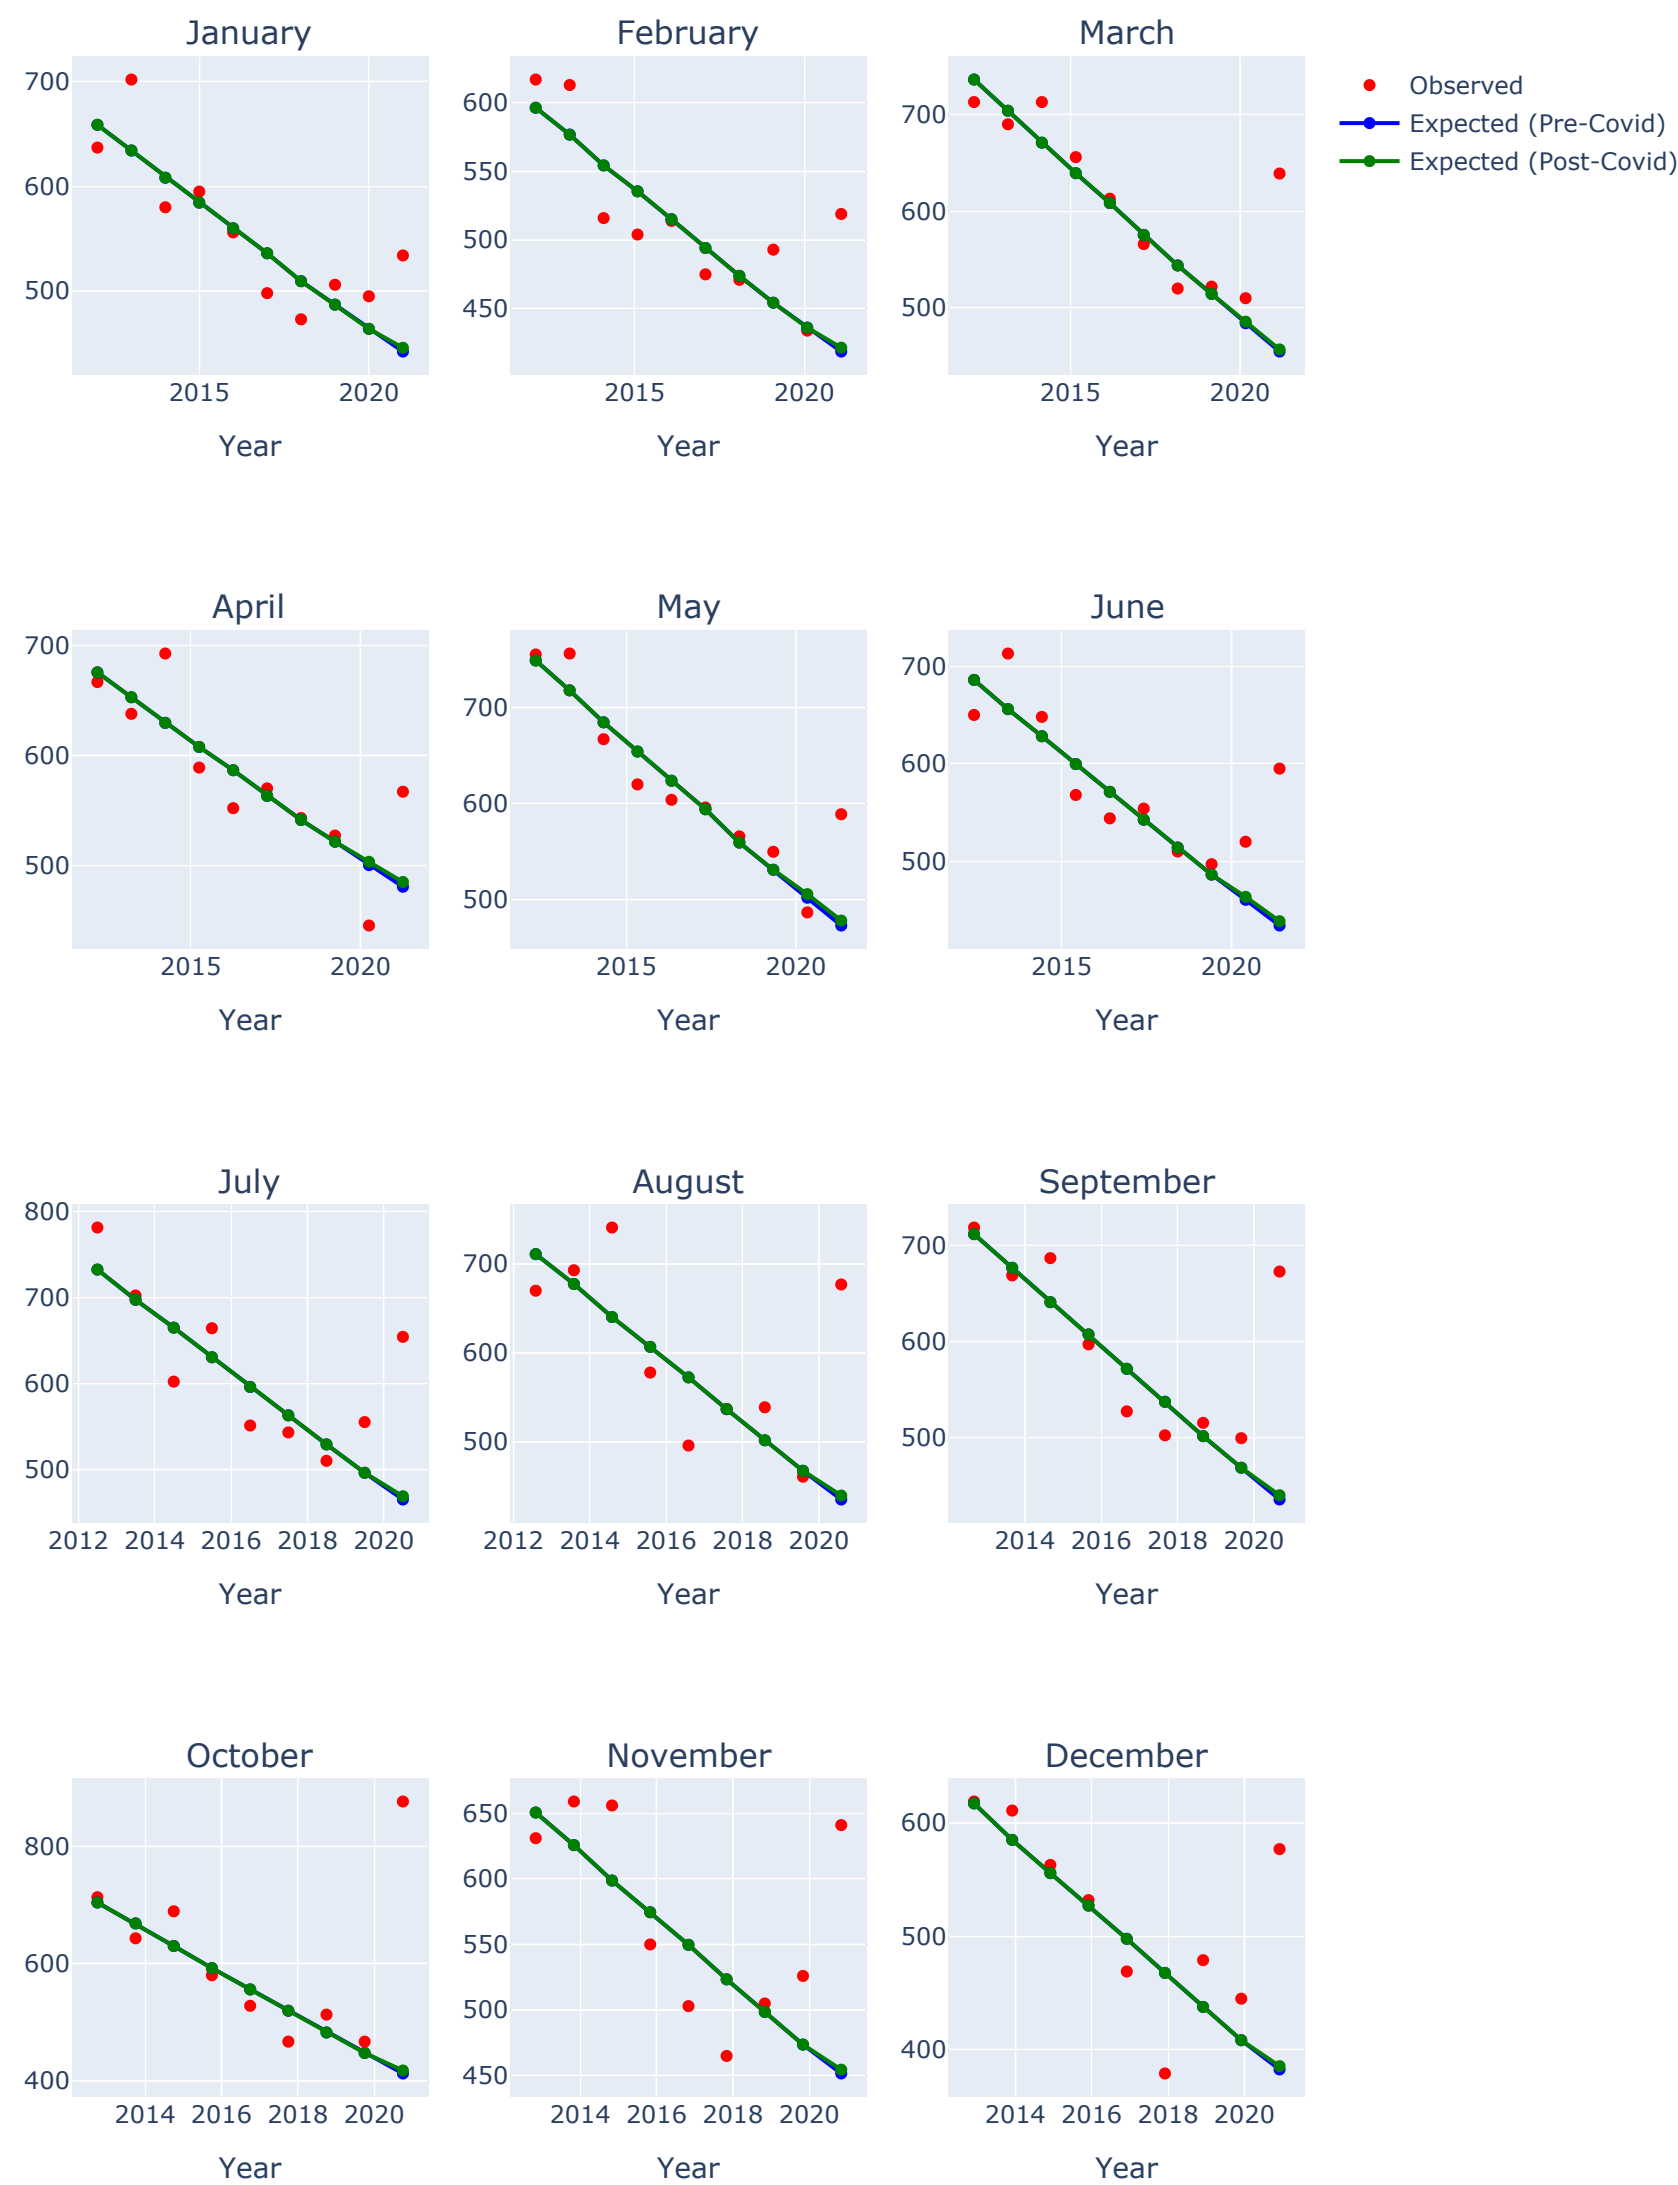 January
February
March
Observed
Expected (Pre-Covid)
Expected (Post-Covid)
700
600
500
2015
2020
Year
600
550
500
450
2015
2020
Year
700
600
500
2015
2020
Year
April
700
600
500
2015
2020
Year
May
700
600
500
2015
2020
Year
June
700
600
500
2015
2020
Year
July
800
700
600
500
2012 2014 2016 2018 2020
Year
August
700
600
500
2012 2014 2016 2018 2020
Year
September
700
600
500
2014 2016 2018 2020
Year
October
800
600
400
2014 2016 2018 2020
Year
November
650
600
550
500
450
2014 2016 2018 2020
Year
December
600
500
400
2014 2016 2018 2020
Year